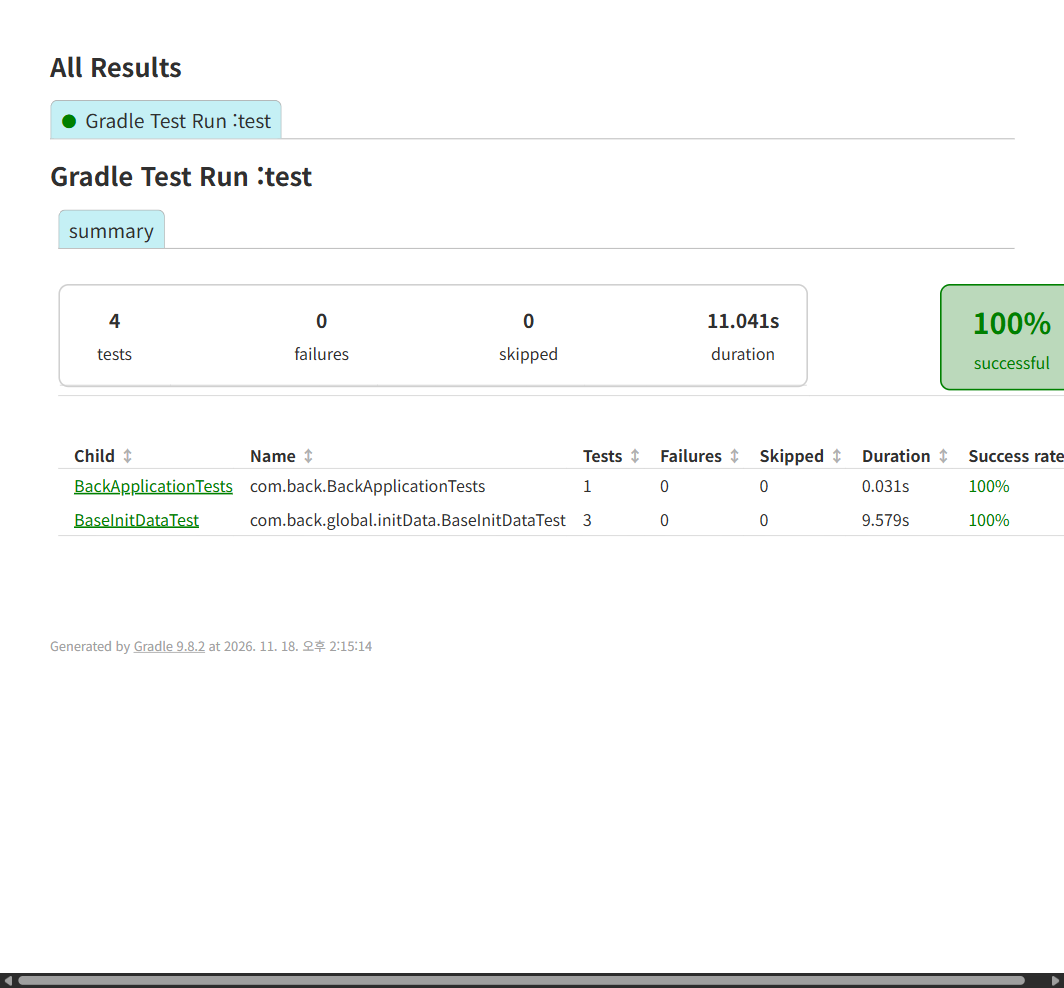 All Results
Gradle Test Run :test
Gradle Test Run :test
summary
4 0 0 11.041s
tests failures skipped duration
100%
successful
Child Name Tests Failures Skipped Duration Success rate
BackApplicationTests com.back.BackApplicationTests 1 0 0 0.031s 100%
BaseInitDataTest com.back.global.initData.BaseInitDataTest 3 0 0 9.579s 100%
Generated by Gradle 9.8.2 at 2026. 11. 18. 오후 2:15:14